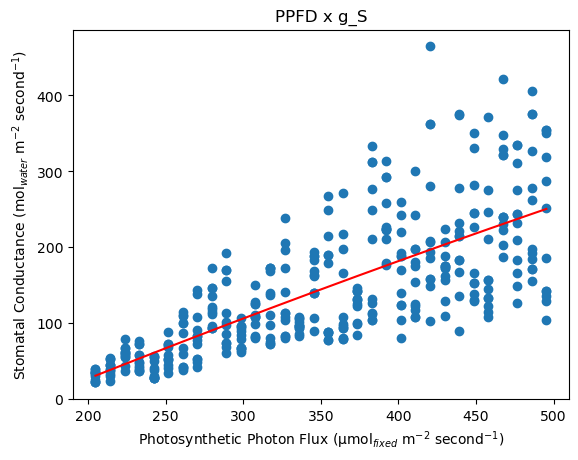 PPFD x g_S
Stomatal Conductance (mol_water m⁻² second⁻¹)
400
300
200
100
0
200 250 300 350 400 450 500
Photosynthetic Photon Flux (µmol_fixed m⁻² second⁻¹)